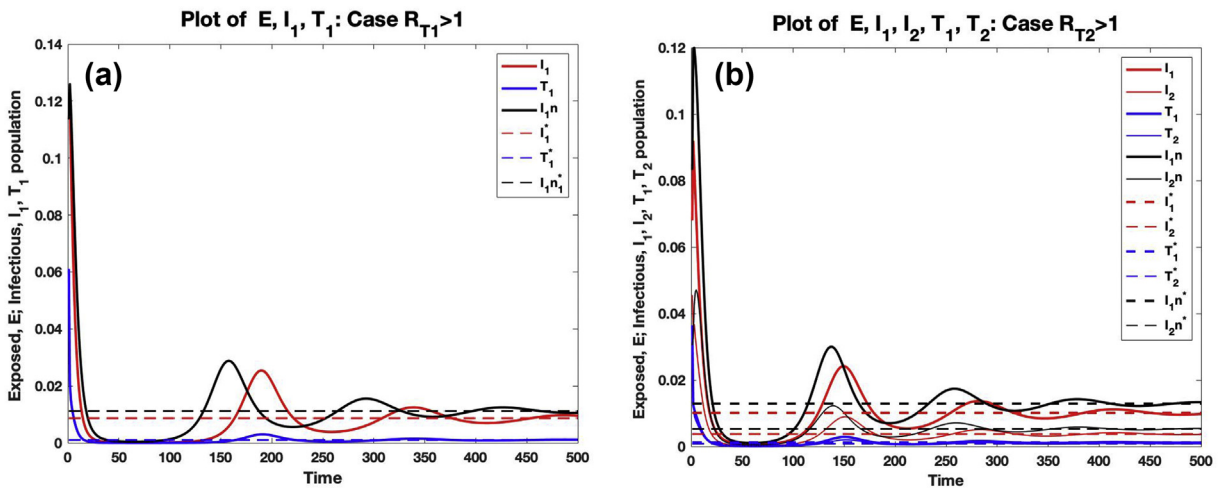 Plot of E, I₁, T₁: Case R_T1>1
(a)
Exposed, E; Infectious, I₁, T₁ population
0.14
0.12
0.1
0.08
0.06
0.04
0.02
0
0 50 100 150 200 250 300 350 400 450 500
Time
I₁
T₁
I₁n
I₁*
T₁*
I₁n₁*
Plot of E, I₁, I₂, T₁, T₂: Case R_T2>1
(b)
Exposed, E; Infectious, I₁, I₂, T₁, T₂ population
0.12
0.1
0.08
0.06
0.04
0.02
0
0 50 100 150 200 250 300 350 400 450 500
Time
I₁
I₂
T₁
T₂
I₁n
I₂n
I₁*
I₂*
T₁*
T₂*
I₁n*
I₂n*